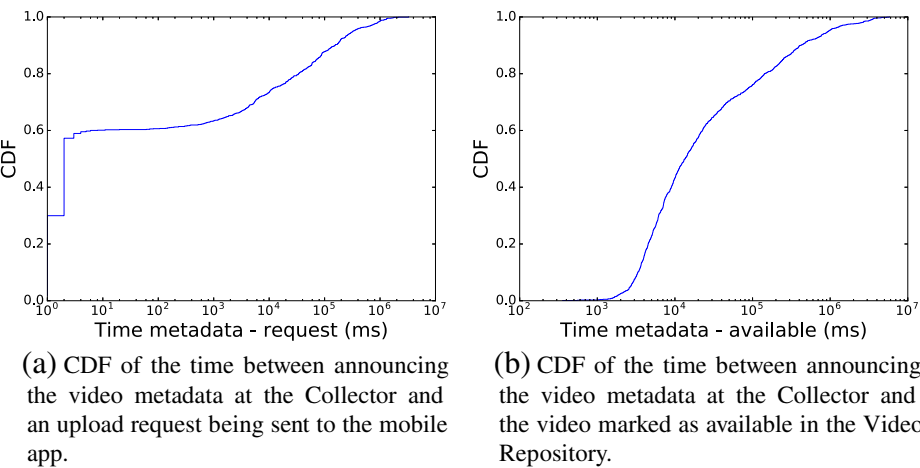 1.0
0.8
0.6
0.4
0.2
0.0
CDF
10^0 10^1 10^2 10^3 10^4 10^5 10^6 10^7
Time metadata - request (ms)
(a) CDF of the time between announcing
the video metadata at the Collector and
an upload request being sent to the mobile
app.
1.0
0.8
0.6
0.4
0.2
0.0
CDF
10^2 10^3 10^4 10^5 10^6 10^7
Time metadata - available (ms)
(b) CDF of the time between announcing
the video metadata at the Collector and
the video marked as available in the Video
Repository.